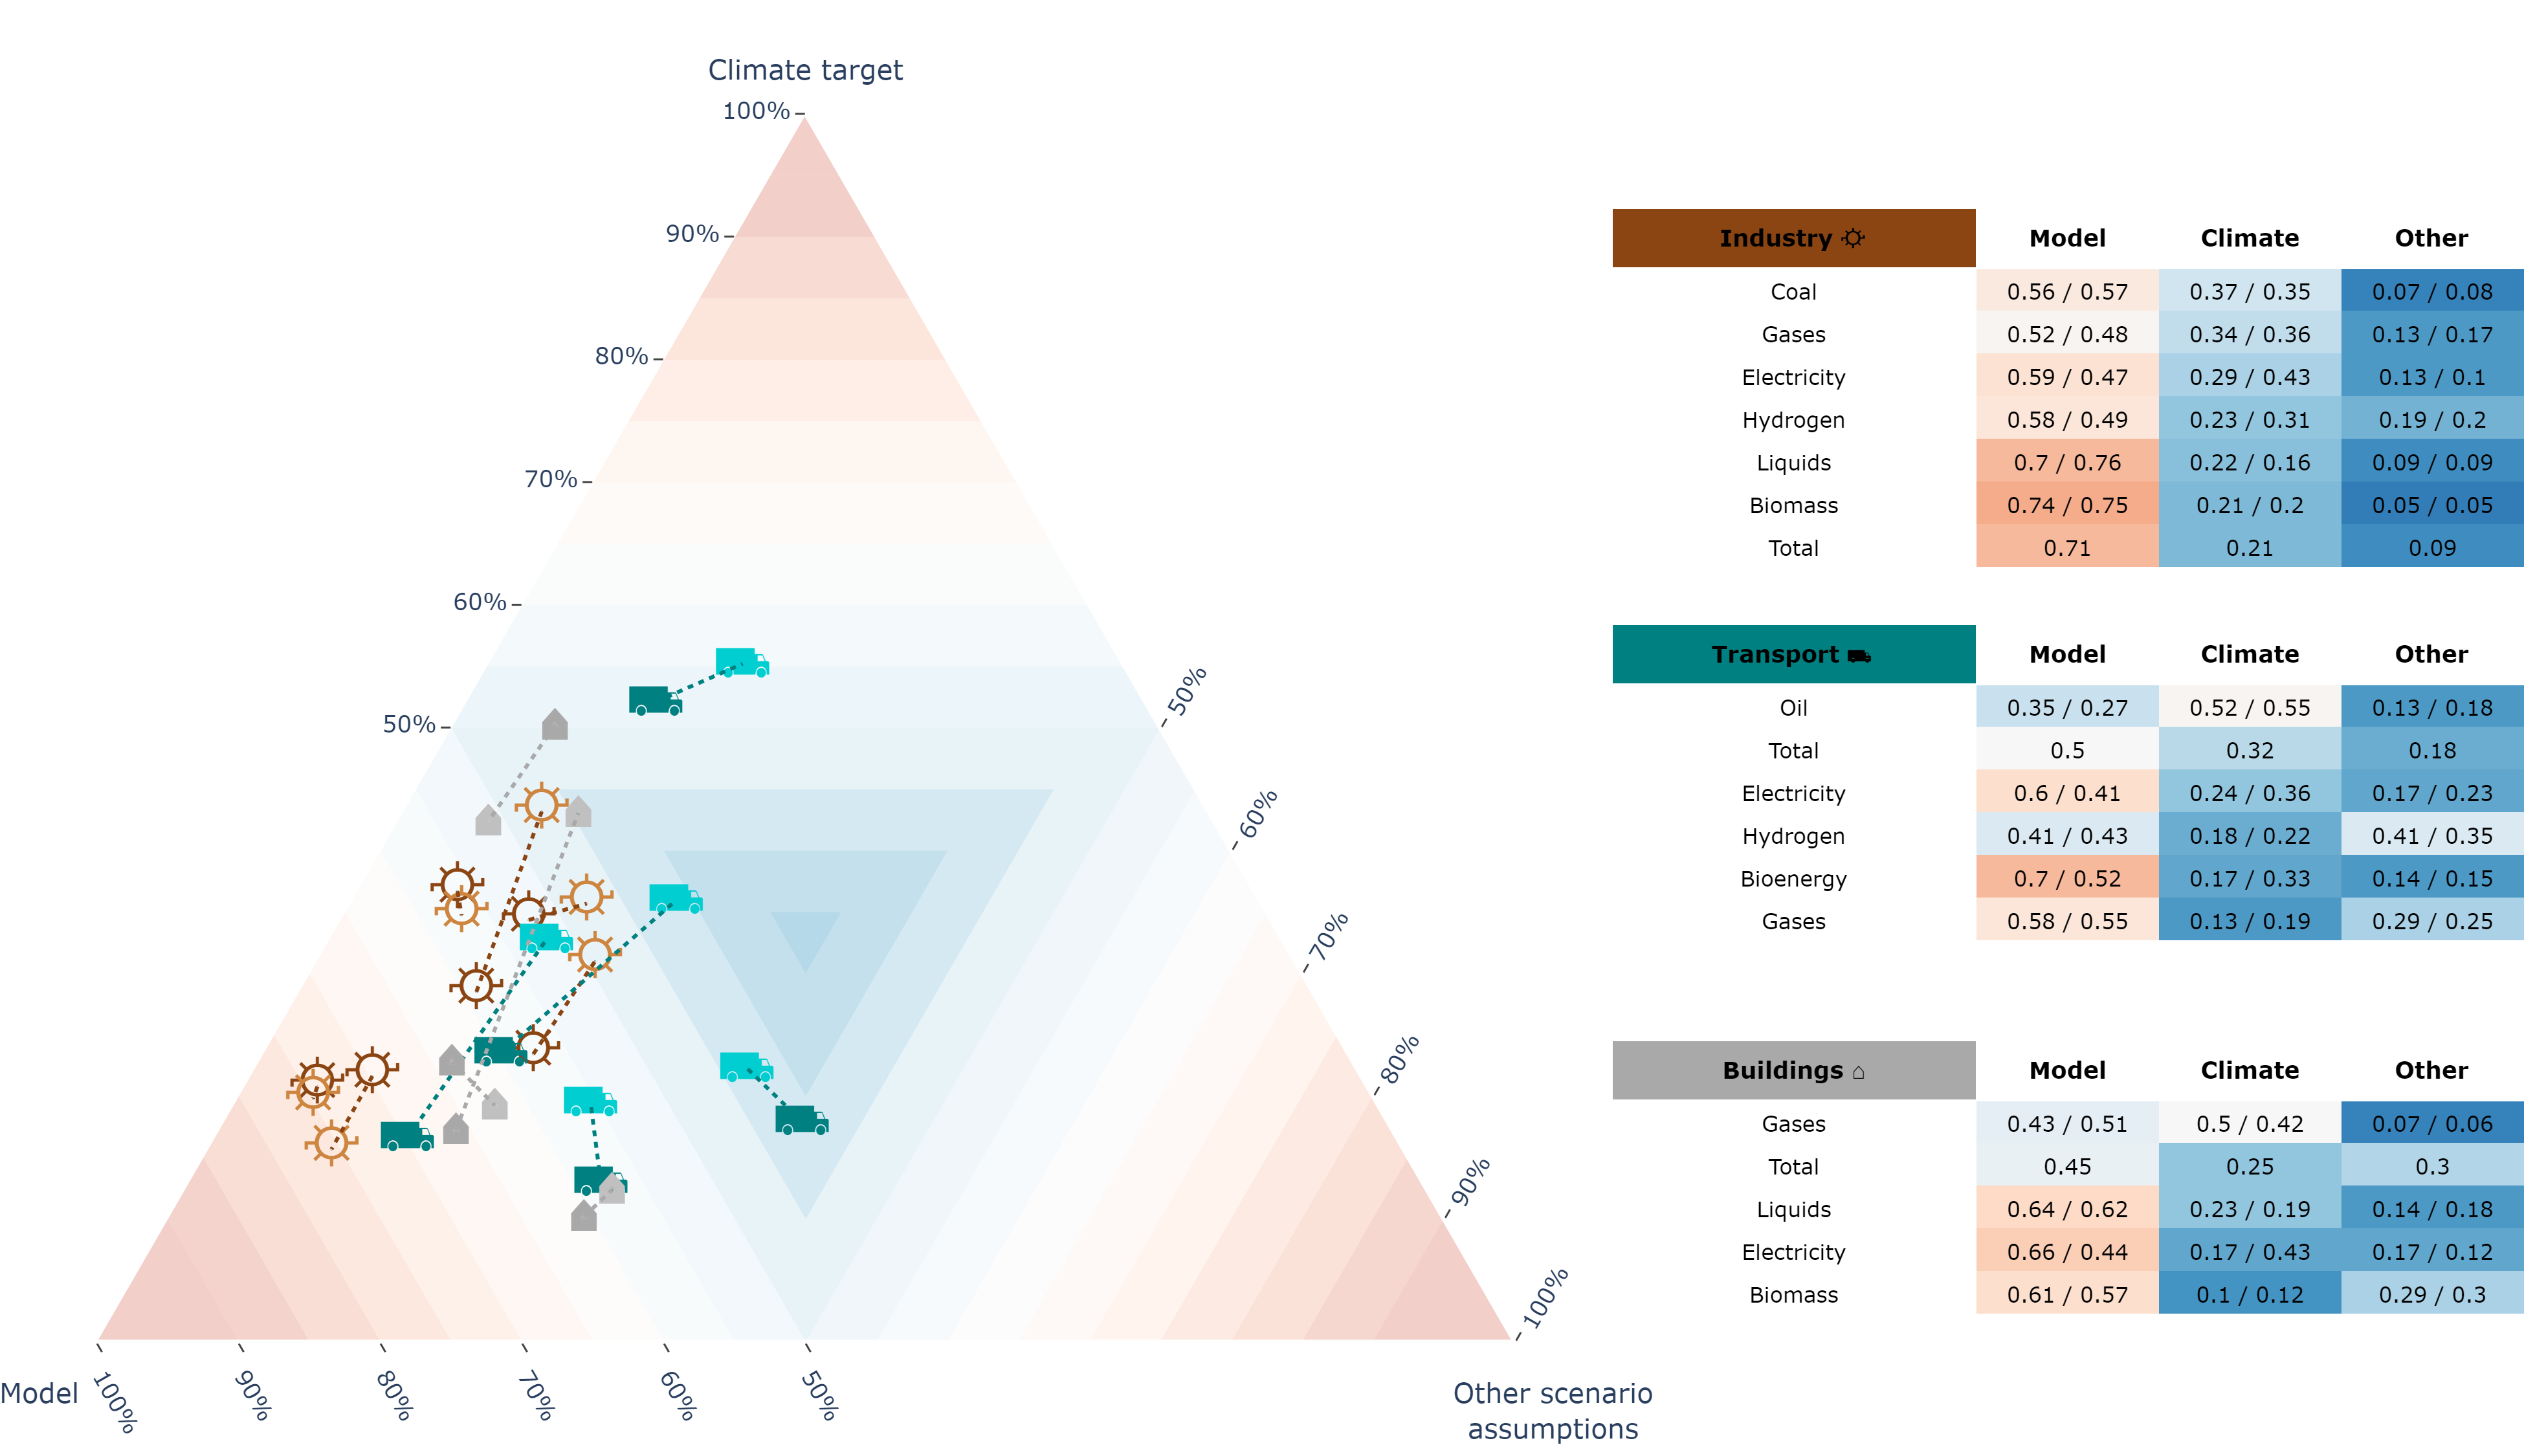 Climate target
100%
90%
80%
70%
60%
50%
50%
60%
70%
80%
90%
100%
Model
100%
90%
80%
70%
60%
50%
Other scenario
assumptions
Industry Model Climate Other
Coal 0.56 / 0.57 0.37 / 0.35 0.07 / 0.08
Gases 0.52 / 0.48 0.34 / 0.36 0.13 / 0.17
Electricity 0.59 / 0.47 0.29 / 0.43 0.13 / 0.1
Hydrogen 0.58 / 0.49 0.23 / 0.31 0.19 / 0.2
Liquids 0.7 / 0.76 0.22 / 0.16 0.09 / 0.09
Biomass 0.74 / 0.75 0.21 / 0.2 0.05 / 0.05
Total 0.71 0.21 0.09
Transport Model Climate Other
Oil 0.35 / 0.27 0.52 / 0.55 0.13 / 0.18
Total 0.5 0.32 0.18
Electricity 0.6 / 0.41 0.24 / 0.36 0.17 / 0.23
Hydrogen 0.41 / 0.43 0.18 / 0.22 0.41 / 0.35
Bioenergy 0.7 / 0.52 0.17 / 0.33 0.14 / 0.15
Gases 0.58 / 0.55 0.13 / 0.19 0.29 / 0.25
Buildings Model Climate Other
Gases 0.43 / 0.51 0.5 / 0.42 0.07 / 0.06
Total 0.45 0.25 0.3
Liquids 0.64 / 0.62 0.23 / 0.19 0.14 / 0.18
Electricity 0.66 / 0.44 0.17 / 0.43 0.17 / 0.12
Biomass 0.61 / 0.57 0.1 / 0.12 0.29 / 0.3